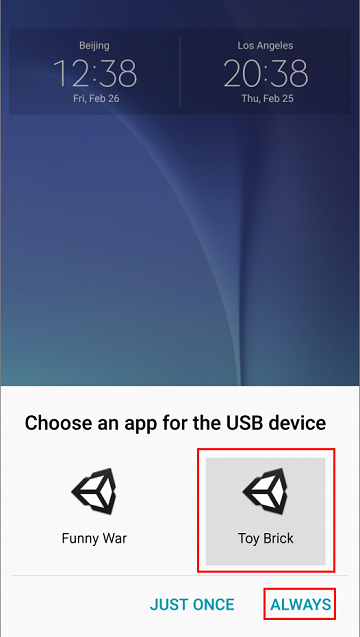 Beijing
12:38
Fri, Feb 26
Los Angeles
20:38
Thu, Feb 25
Choose an app for the USB device
Funny War
Toy Brick
JUST ONCE
ALWAYS